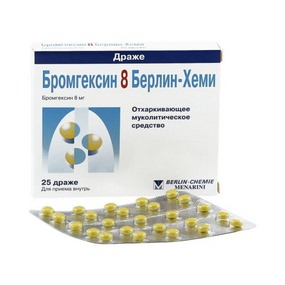 Драже
Бромгексин 8 Берлин-Хеми
Бромгексин 8 мг
Отхаркивающее
муколитическое
средство
25 драже
Для приема внутрь
BERLIN-CHEMIE
MENARINI